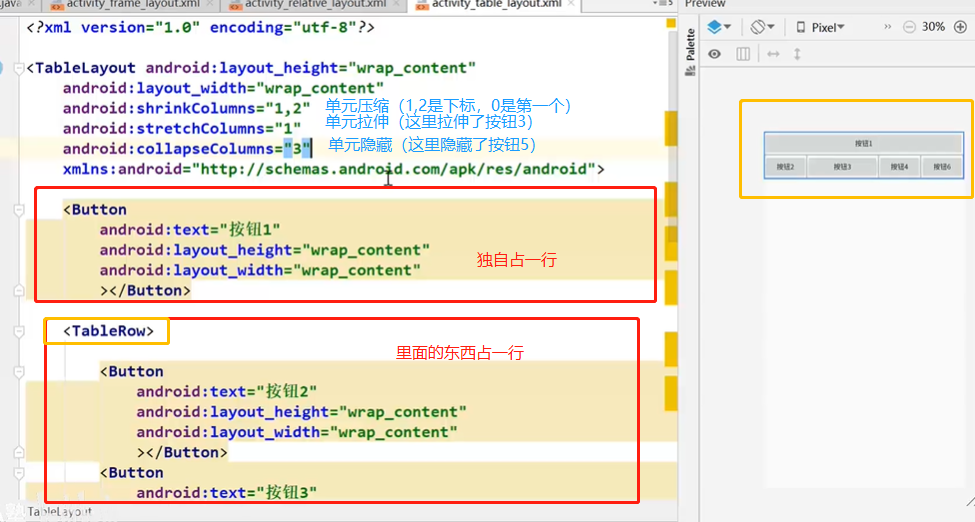 .java
activity_frame_layout.xml
activity_relative_layout.xml
activity_table_layout.xml
Preview
<?xml version="1.0" encoding="utf-8"?>
<TableLayout android:layout_height="wrap_content"
android:layout_width="wrap_content"
android:shrinkColumns="1,2" 单元压缩（1,2是下标，0是第一个）
android:stretchColumns="1" 单元拉伸（这里拉伸了按钮3）
android:collapseColumns="3" 单元隐藏（这里隐藏了按钮5）
xmlns:android="http://schemas.android.com/apk/res/android">
<Button
android:text="按钮1"
android:layout_height="wrap_content"
android:layout_width="wrap_content"
></Button>
独自占一行
<TableRow>
里面的东西占一行
<Button
android:text="按钮2"
android:layout_height="wrap_content"
android:layout_width="wrap_content"
></Button>
<Button
android:text="按钮3"
TableLayout
Palette
Pixel
30%
按钮1
按钮2 按钮3 按钮4 按钮6